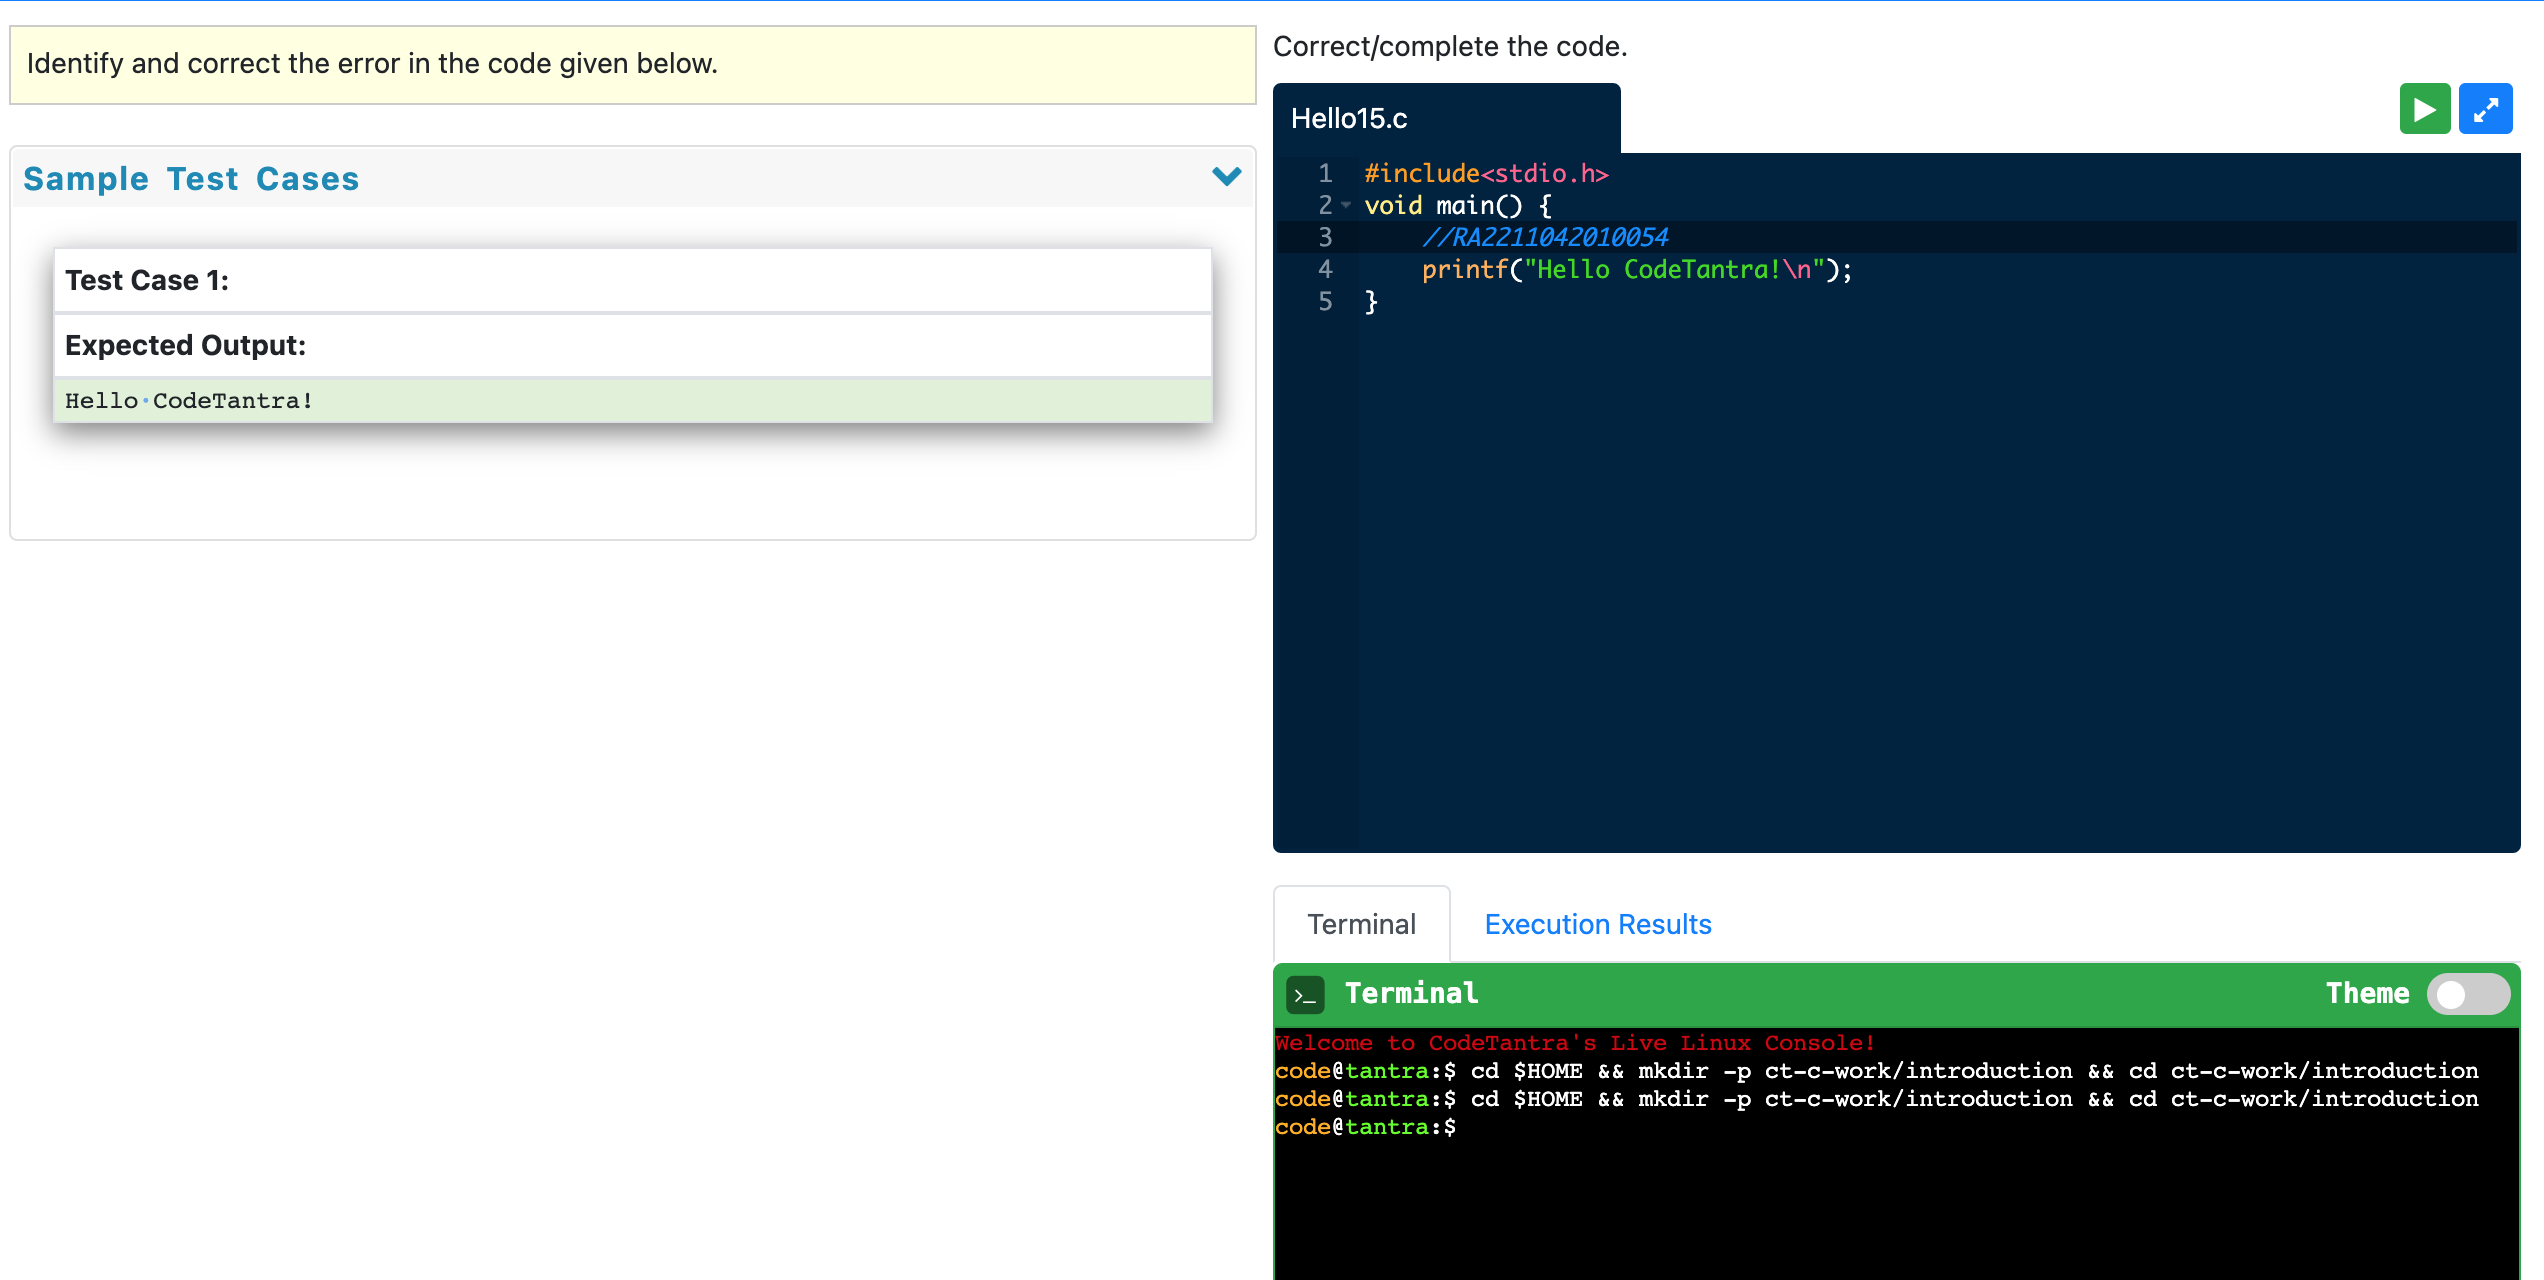 Identify and correct the error in the code given below.
Sample Test Cases
Test Case 1:
Expected Output:
Hello·CodeTantra!
Correct/complete the code.
Hello15.c
1 #include<stdio.h>
2 void main() {
3 //RA2211042010054
4 printf("Hello CodeTantra!\n");
5 }
Terminal
Execution Results
>_ Terminal
Theme
Welcome to CodeTantra's Live Linux Console!
code@tantra:$ cd $HOME && mkdir -p ct-c-work/introduction && cd ct-c-work/introduction
code@tantra:$ cd $HOME && mkdir -p ct-c-work/introduction && cd ct-c-work/introduction
code@tantra:$